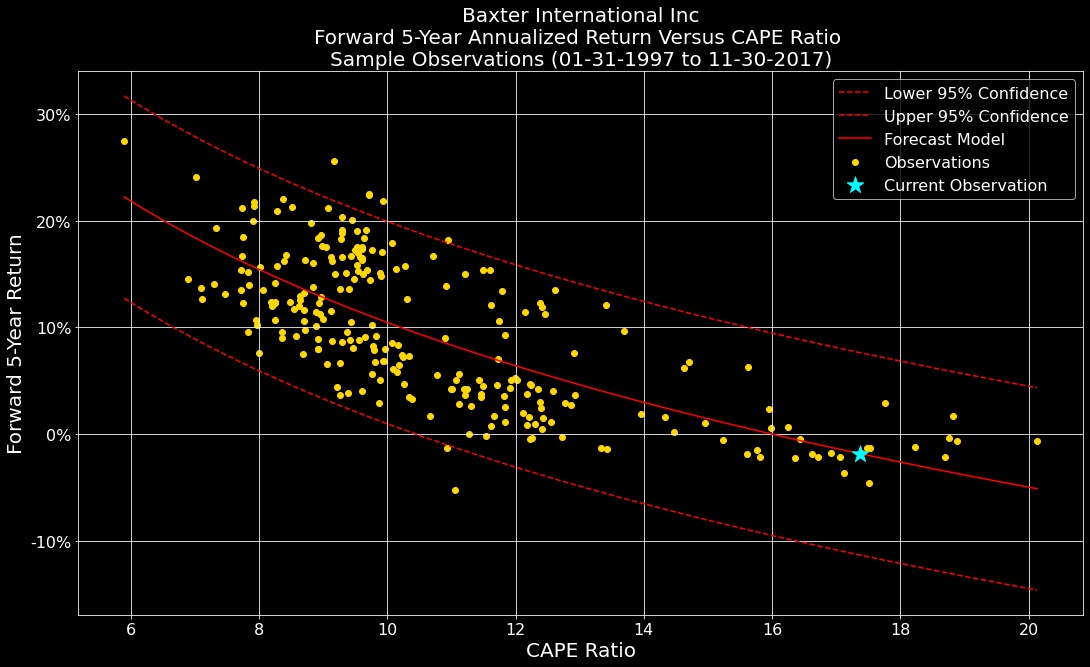 Baxter International Inc
Forward 5-Year Annualized Return Versus CAPE Ratio
Sample Observations (01-31-1997 to 11-30-2017)
Lower 95% Confidence
Upper 95% Confidence
Forecast Model
Observations
Current Observation
Forward 5-Year Return
30%
20%
10%
0%
-10%
6 8 10 12 14 16 18 20
CAPE Ratio